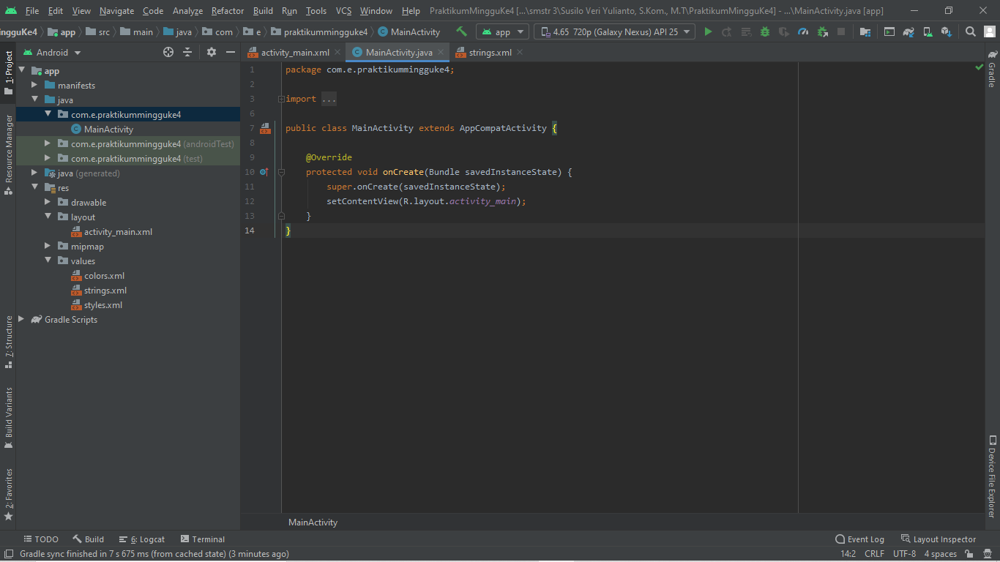 File Edit View Navigate Code Analyze Refactor Build Run Tools VCS Window Help PraktikumMingguKe4 [...\smstr 3\Susilo Veri Yulianto, S.Kom., M.T\PraktikumMingguKe4] - ...\MainActivity.java [app]
ngguKe4 app src main java com e praktikummingguke4 MainActivity app 4.65 720p (Galaxy Nexus) API 25
Android
activity_main.xml MainActivity.java strings.xml
1: Project
Resource Manager
7: Structure
Build Variants
2: Favorites
app
manifests
java
com.e.praktikummingguke4
MainActivity
com.e.praktikummingguke4 (androidTest)
com.e.praktikummingguke4 (test)
java (generated)
res
drawable
layout
activity_main.xml
mipmap
values
colors.xml
strings.xml
styles.xml
Gradle Scripts
1 package com.e.praktikummingguke4;
2
3 import ...
6
7 public class MainActivity extends AppCompatActivity {
8
9 @Override
10 protected void onCreate(Bundle savedInstanceState) {
11 super.onCreate(savedInstanceState);
12 setContentView(R.layout.activity_main);
13 }
14 }
Gradle
Device File Explorer
MainActivity
TODO Build 6: Logcat Terminal Event Log Layout Inspector
Gradle sync finished in 7 s 675 ms (from cached state) (3 minutes ago) 14:2 CRLF UTF-8 4 spaces